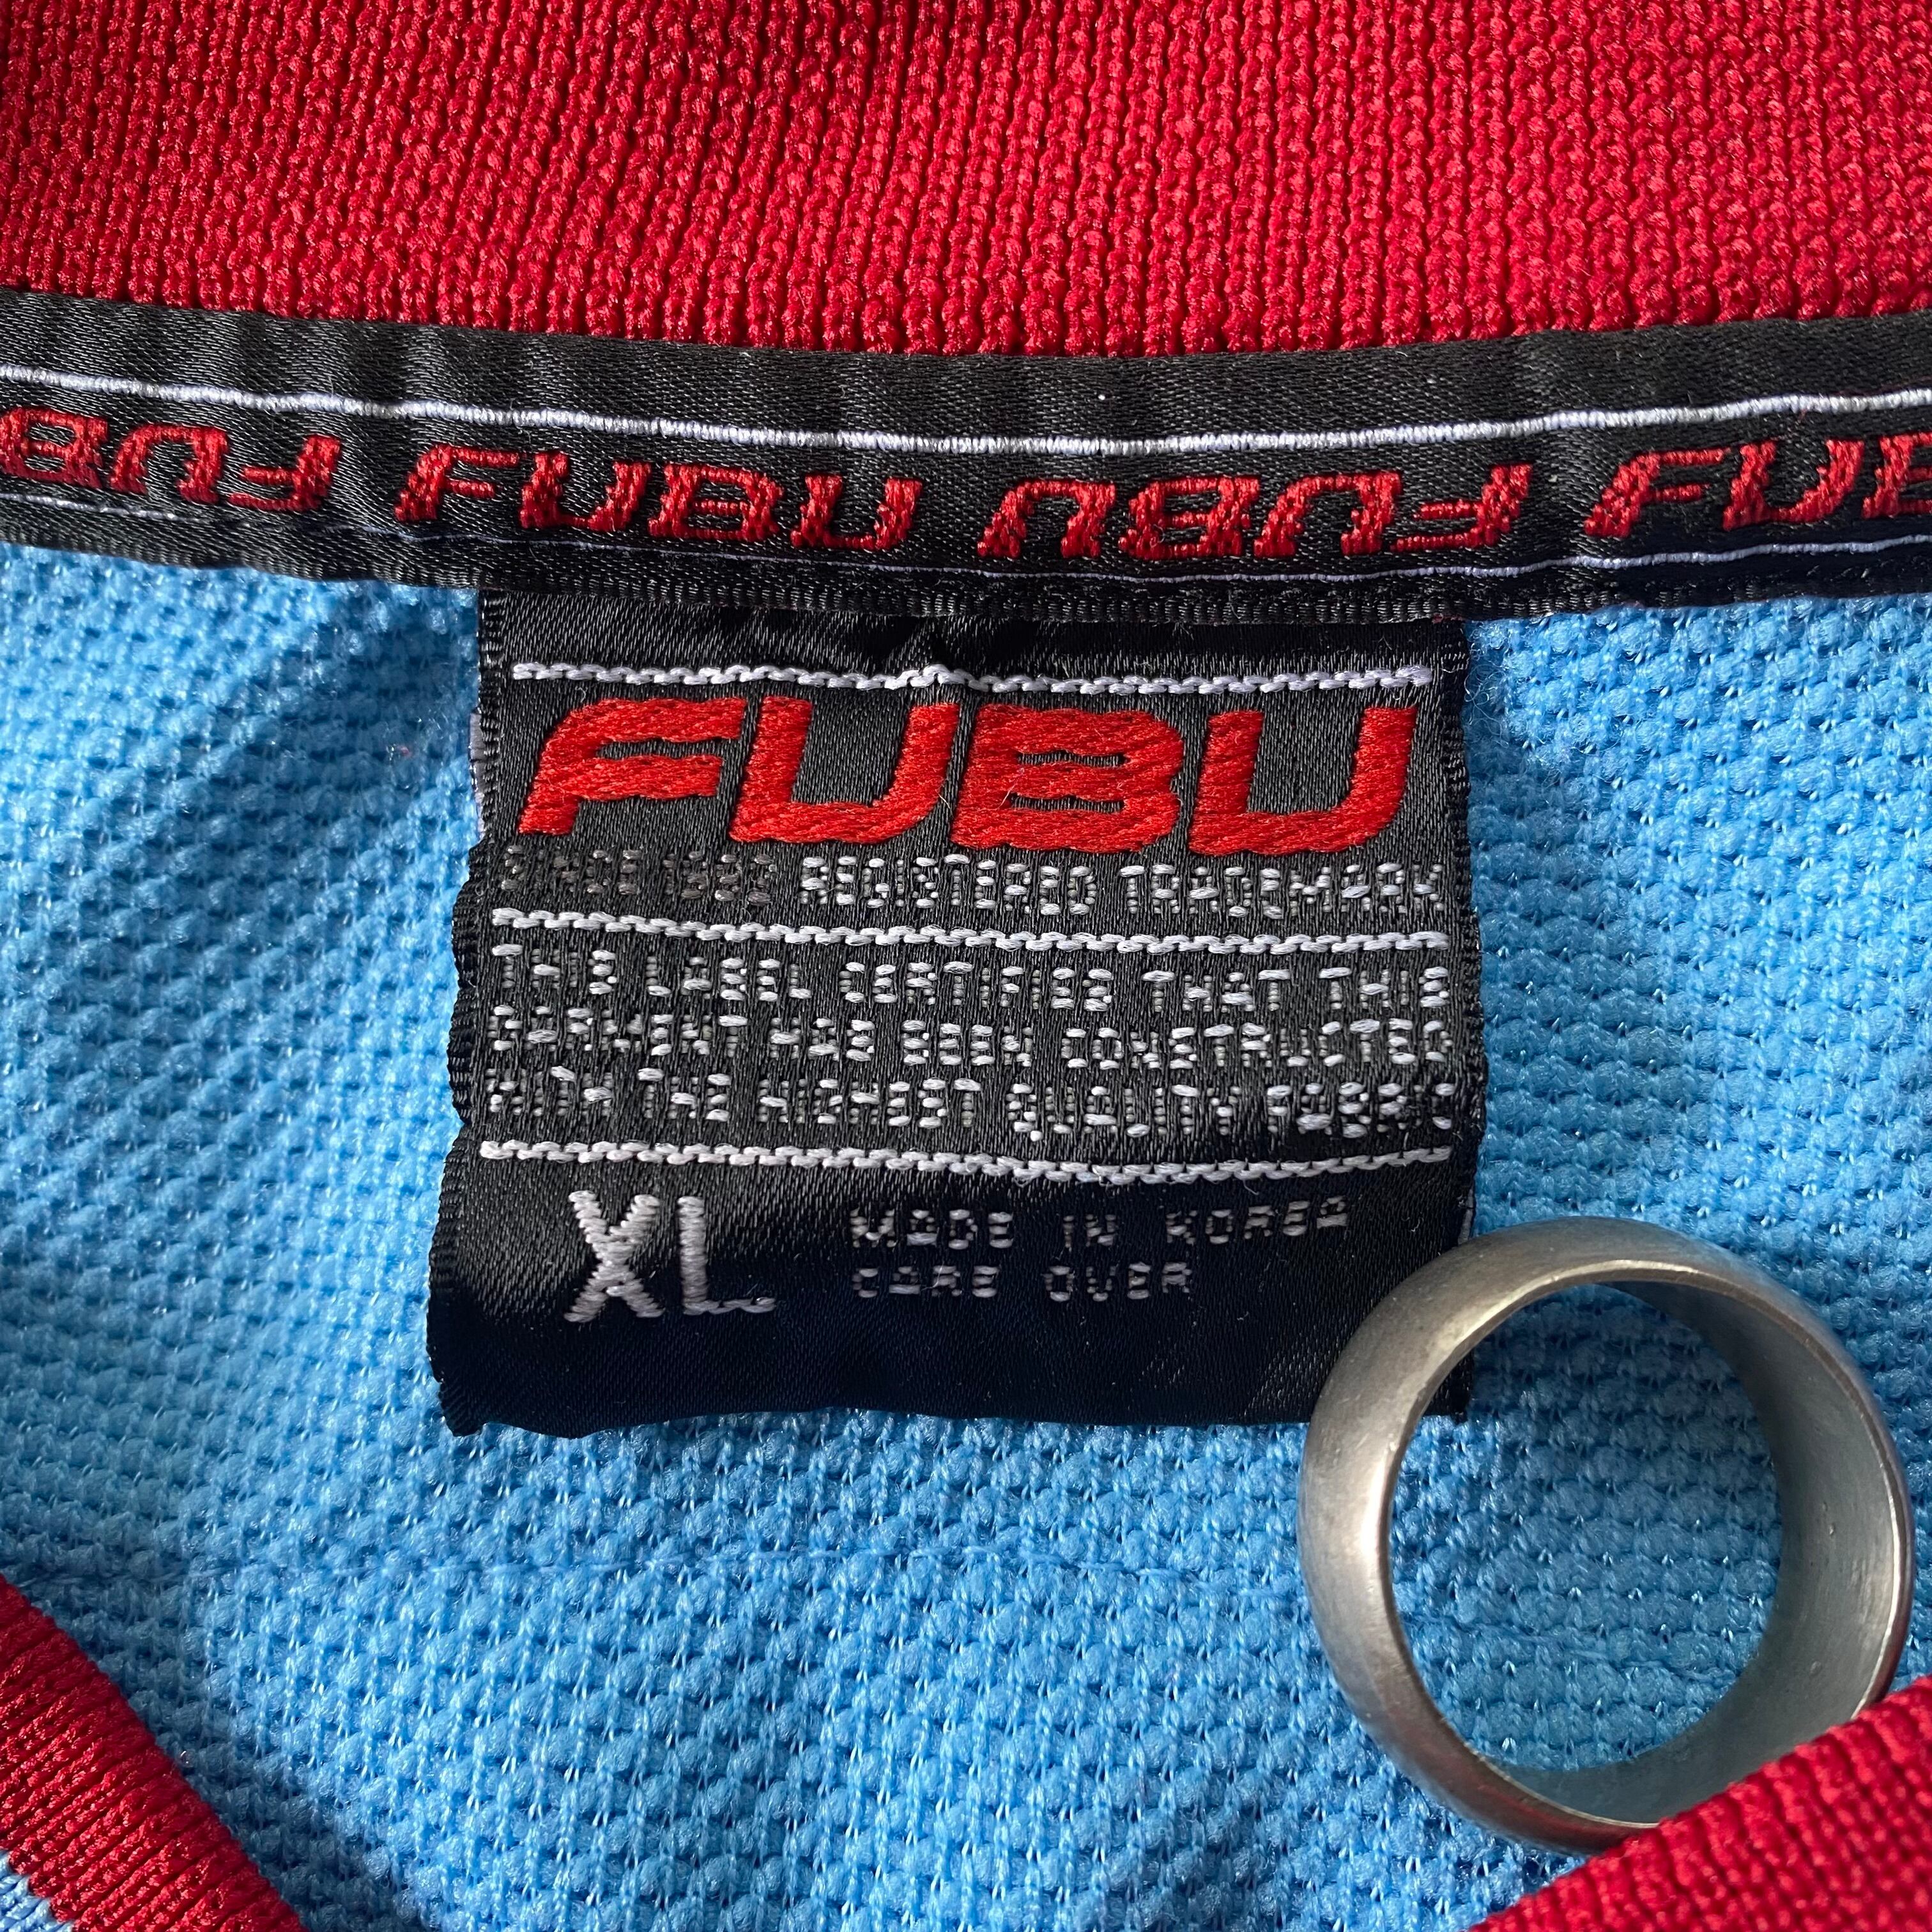 FUBU FUBU FUBU FUBU
FUBU
SINCE 1992 REGISTERED TRADEMARK
THIS LABEL CERTIFIES THAT THIS
GARMENT HAS BEEN CONSTRUCTED
WITH THE HIGHEST QUALITY FABRIC
XL MADE IN KOREA
CARE OVER